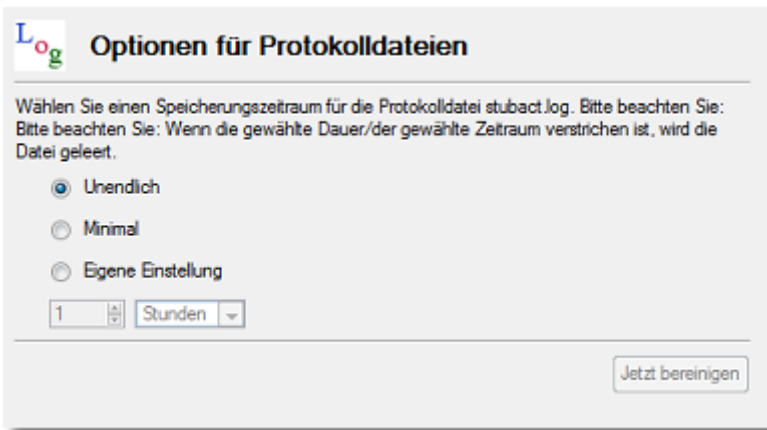 Log
Optionen für Protokolldateien
Wählen Sie einen Speicherungszeitraum für die Protokolldatei stubact.log. Bitte beachten Sie:
Bitte beachten Sie: Wenn die gewählte Dauer/der gewählte Zeitraum verstrichen ist, wird die
Datei geleert.
Unendlich
Minimal
Eigene Einstellung
1 Stunden
Jetzt bereinigen